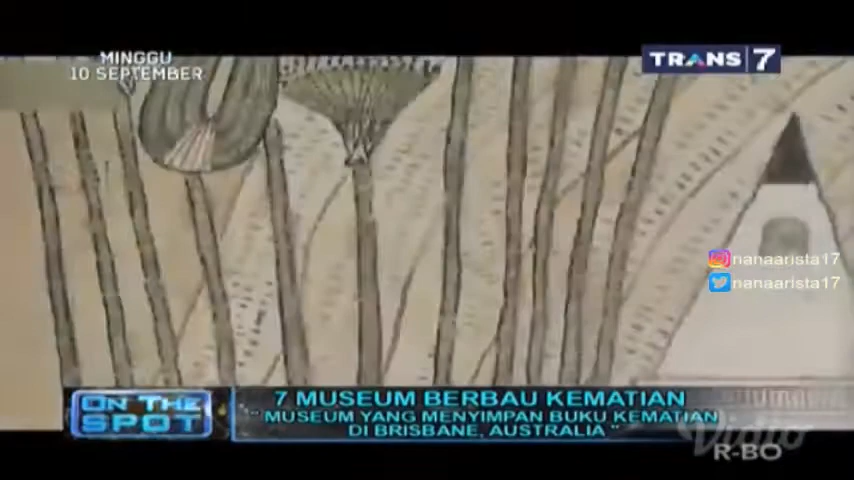 MINGGU
10 SEPTEMBER
TRANS 7
nanaarista17
nanaarista17
ON THE
SPOT
7 MUSEUM BERBAU KEMATIAN
" MUSEUM YANG MENYIMPAN BUKU KEMATIAN
DI BRISBANE, AUSTRALIA "
Vidio
R-BO